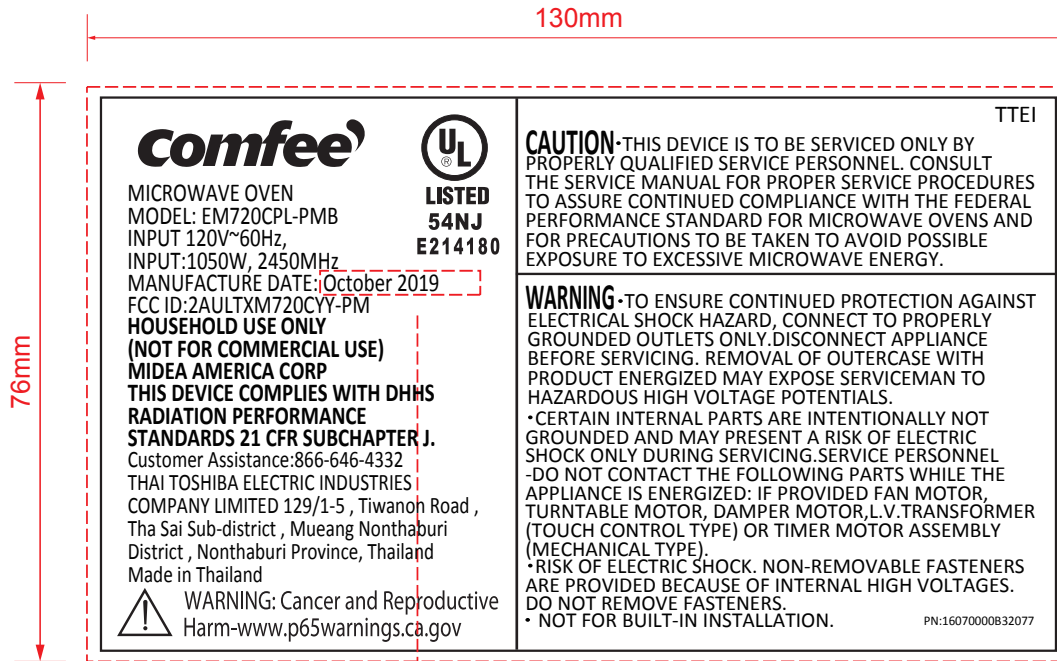 130mm
76mm
comfee'
UL
®
LISTED
54NJ
E214180
MICROWAVE OVEN
MODEL: EM720CPL-PMB
INPUT 120V~60Hz,
INPUT:1050W, 2450MHz
MANUFACTURE DATE: October 2019
FCC ID:2AULTXM720CYY-PM
HOUSEHOLD USE ONLY
(NOT FOR COMMERCIAL USE)
MIDEA AMERICA CORP
THIS DEVICE COMPLIES WITH DHHS
RADIATION PERFORMANCE
STANDARDS 21 CFR SUBCHAPTER J.
Customer Assistance:866-646-4332
THAI TOSHIBA ELECTRIC INDUSTRIES
COMPANY LIMITED 129/1-5 , Tiwanon Road ,
Tha Sai Sub-district , Mueang Nonthaburi
District , Nonthaburi Province, Thailand
Made in Thailand
WARNING: Cancer and Reproductive
Harm-www.p65warnings.ca.gov
TTEI
CAUTION·THIS DEVICE IS TO BE SERVICED ONLY BY
PROPERLY QUALIFIED SERVICE PERSONNEL. CONSULT
THE SERVICE MANUAL FOR PROPER SERVICE PROCEDURES
TO ASSURE CONTINUED COMPLIANCE WITH THE FEDERAL
PERFORMANCE STANDARD FOR MICROWAVE OVENS AND
FOR PRECAUTIONS TO BE TAKEN TO AVOID POSSIBLE
EXPOSURE TO EXCESSIVE MICROWAVE ENERGY.
WARNING·TO ENSURE CONTINUED PROTECTION AGAINST
ELECTRICAL SHOCK HAZARD, CONNECT TO PROPERLY
GROUNDED OUTLETS ONLY.DISCONNECT APPLIANCE
BEFORE SERVICING. REMOVAL OF OUTERCASE WITH
PRODUCT ENERGIZED MAY EXPOSE SERVICEMAN TO
HAZARDOUS HIGH VOLTAGE POTENTIALS.
·CERTAIN INTERNAL PARTS ARE INTENTIONALLY NOT
GROUNDED AND MAY PRESENT A RISK OF ELECTRIC
SHOCK ONLY DURING SERVICING.SERVICE PERSONNEL
-DO NOT CONTACT THE FOLLOWING PARTS WHILE THE
APPLIANCE IS ENERGIZED: IF PROVIDED FAN MOTOR,
TURNTABLE MOTOR, DAMPER MOTOR,L.V.TRANSFORMER
(TOUCH CONTROL TYPE) OR TIMER MOTOR ASSEMBLY
(MECHANICAL TYPE).
·RISK OF ELECTRIC SHOCK. NON-REMOVABLE FASTENERS
ARE PROVIDED BECAUSE OF INTERNAL HIGH VOLTAGES.
DO NOT REMOVE FASTENERS.
· NOT FOR BUILT-IN INSTALLATION.
PN:16070000B32077